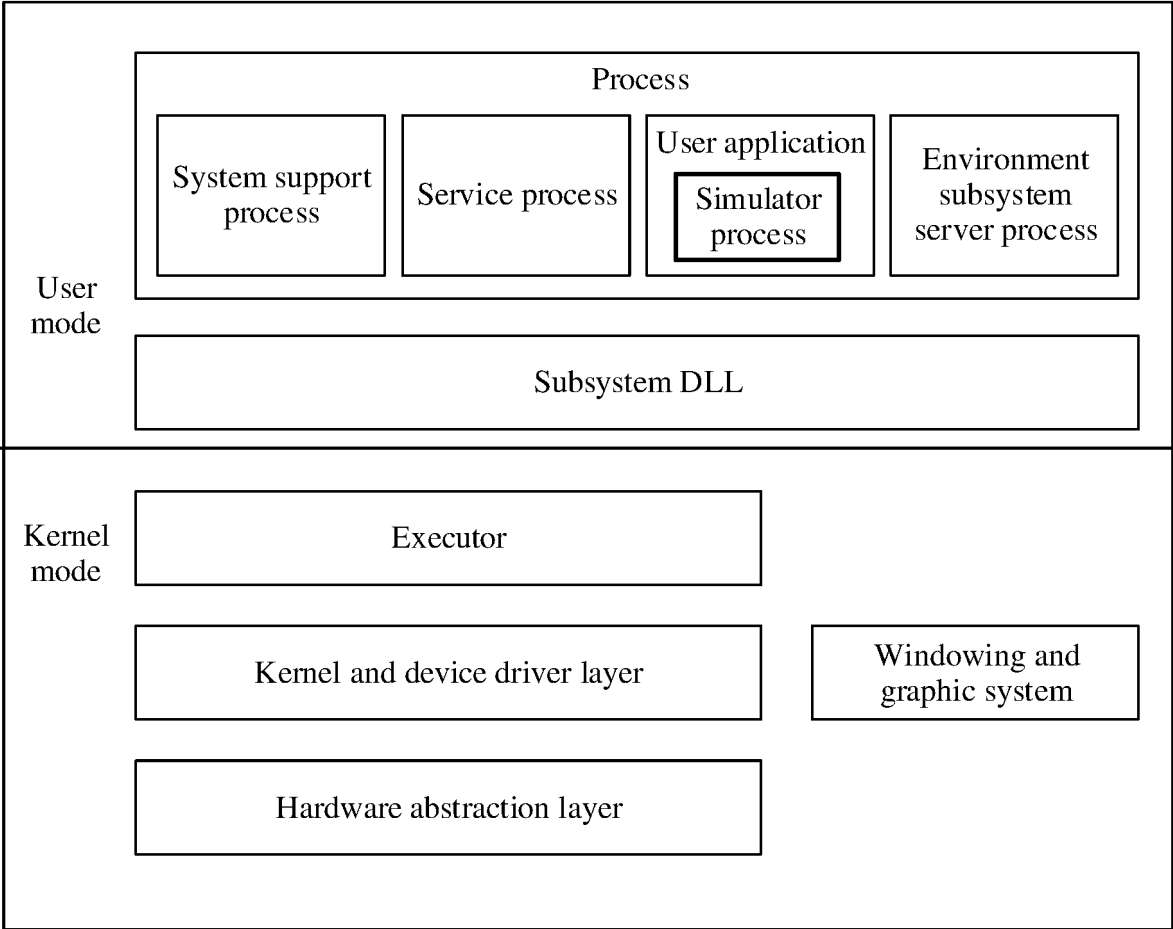 Process
System support
process
Service process
User application
Simulator
process
Environment
subsystem
server process
User
mode
Subsystem DLL
Kernel
mode
Executor
Kernel and device driver layer
Windowing and
graphic system
Hardware abstraction layer